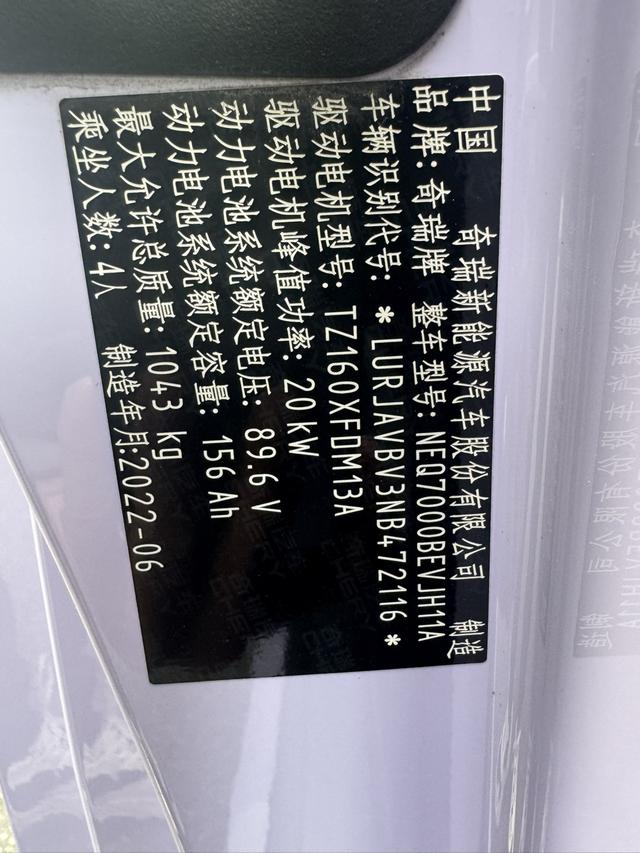 中国 奇瑞新能源汽车股份有限公司 制造
品牌:奇瑞牌 整车型号:NEQ7000BEVJH11A
车辆识别代号:*LURJAVBV3NB472116*
驱动电机型号:TZ160XFDM13A
驱动电机峰值功率:20kW
动力电池系统额定电压:89.6 V
动力电池系统额定容量:156 Ah
最大允许总质量:1043 kg
乘坐人数:4人 制造年月:2022-06